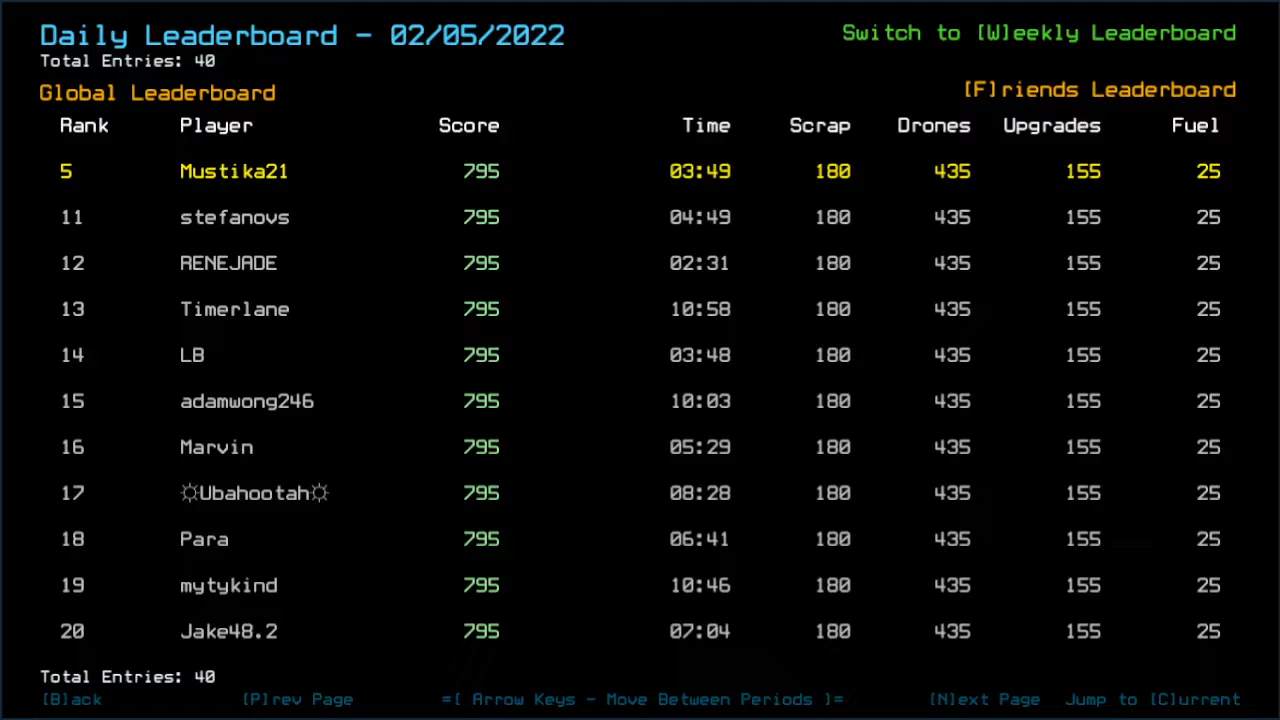 Daily Leaderboard - 02/05/2022 Switch to [W]eekly Leaderboard
Total Entries: 40
Global Leaderboard [F]riends Leaderboard
Rank Player Score Time Scrap Drones Upgrades Fuel
5 Mustika21 795 03:49 180 435 155 25
11 stefanovs 795 04:49 180 435 155 25
12 RENEJADE 795 02:31 180 435 155 25
13 Timerlane 795 10:58 180 435 155 25
14 LB 795 03:48 180 435 155 25
15 adamwong246 795 10:03 180 435 155 25
16 Marvin 795 05:29 180 435 155 25
17 ☼Ubahootah☼ 795 08:28 180 435 155 25
18 Para 795 06:41 180 435 155 25
19 mytykind 795 10:46 180 435 155 25
20 Jake48.2 795 07:04 180 435 155 25
Total Entries: 40
[B]ack [P]rev Page =[ Arrow Keys - Move Between Periods ]= [N]ext Page Jump to [C]urrent